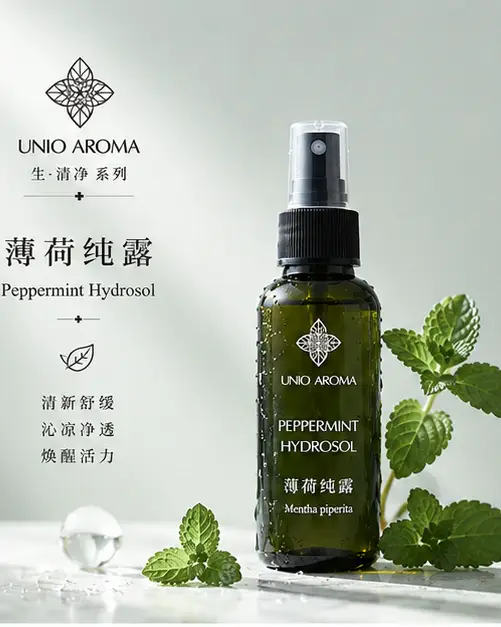 UNIO AROMA
生·清净 系列
薄荷纯露
Peppermint Hydrosol
清新舒缓
沁凉净透
焕醒活力
UNIO AROMA
PEPPERMINT
HYDROSOL
薄荷纯露
Mentha piperita